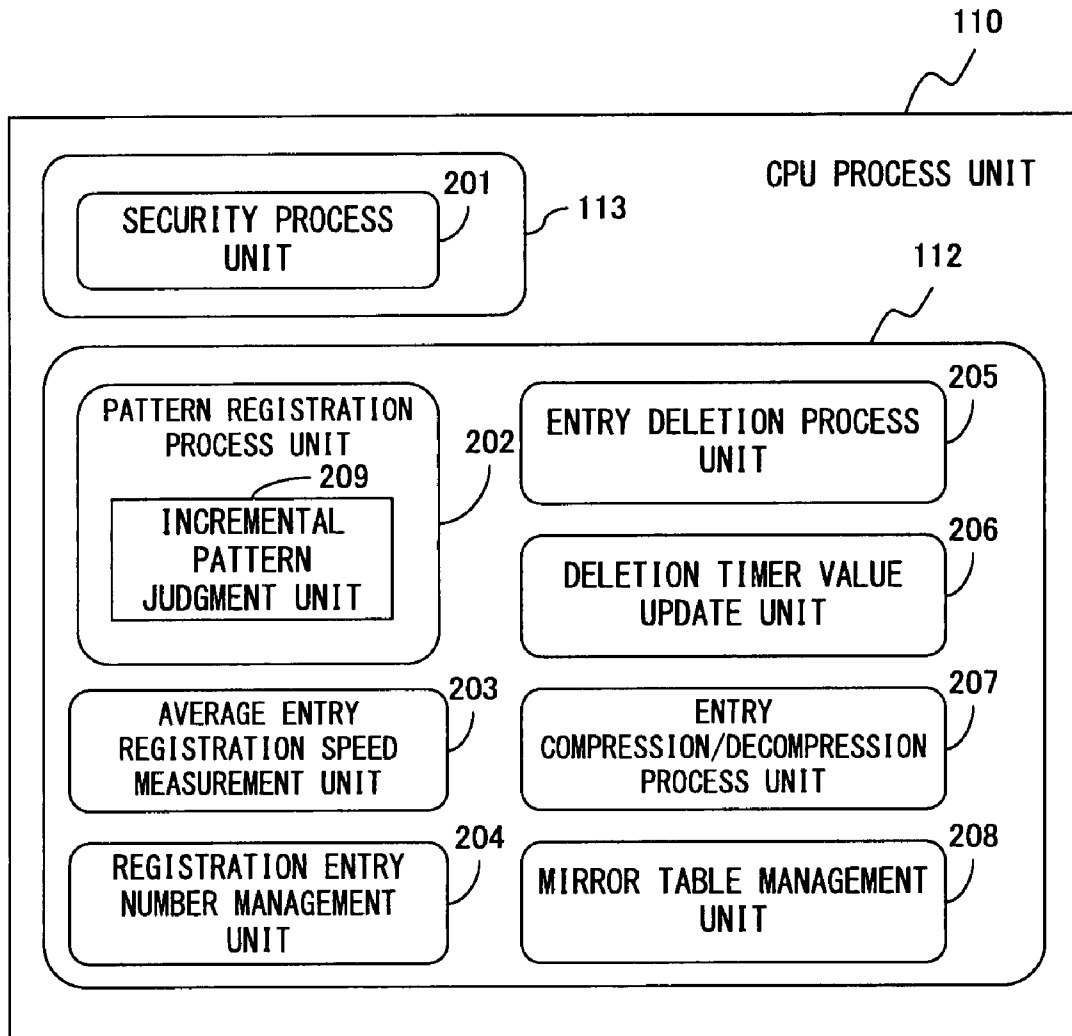 110
CPU PROCESS UNIT
201
SECURITY PROCESS
UNIT
113
112
PATTERN REGISTRATION
PROCESS UNIT
202
209
INCREMENTAL
PATTERN
JUDGMENT UNIT
205
ENTRY DELETION PROCESS
UNIT
206
DELETION TIMER VALUE
UPDATE UNIT
203
AVERAGE ENTRY
REGISTRATION SPEED
MEASUREMENT UNIT
207
ENTRY
COMPRESSION/DECOMPRESSION
PROCESS UNIT
204
REGISTRATION ENTRY
NUMBER MANAGEMENT
UNIT
208
MIRROR TABLE MANAGEMENT
UNIT